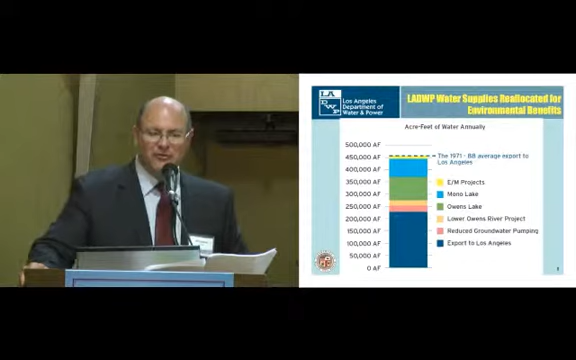 LA
DWP
Los Angeles
Department of
Water & Power
LADWP Water Supplies Reallocated for
Environmental Benefits
Acre-Feet of Water Annually
500,000 AF
450,000 AF
400,000 AF
350,000 AF
300,000 AF
250,000 AF
200,000 AF
150,000 AF
100,000 AF
50,000 AF
0 AF
The 1971 - 88 average export to
Los Angeles
E/M Projects
Mono Lake
Owens Lake
Lower Owens River Project
Reduced Groundwater Pumping
Export to Los Angeles